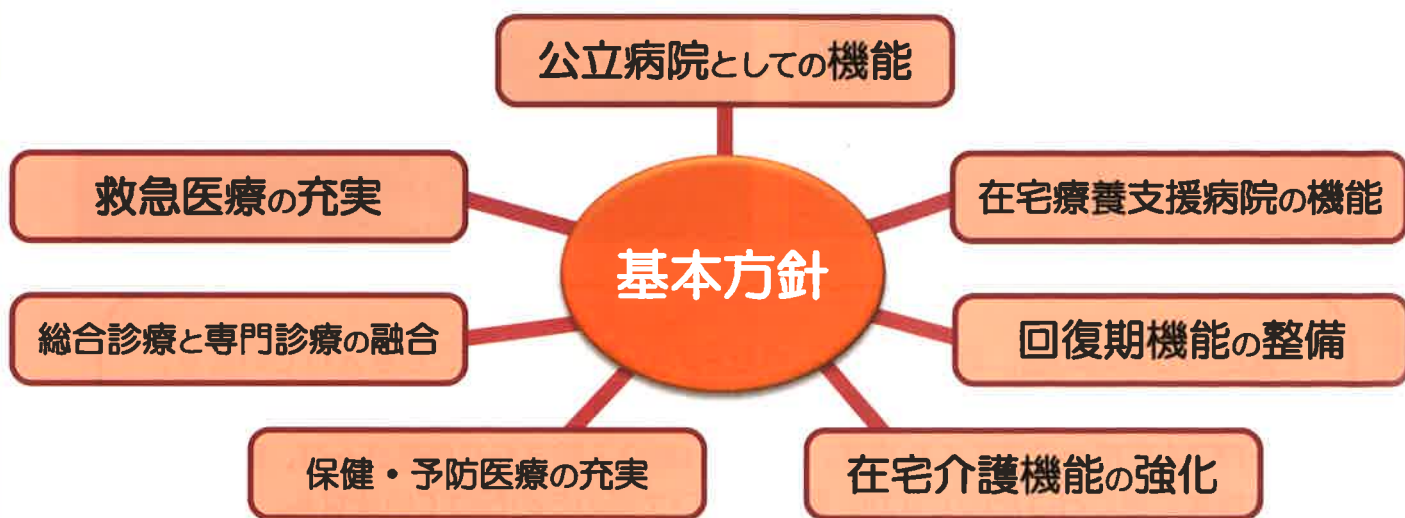 公立病院としての機能
救急医療の充実
在宅療養支援病院の機能
基本方針
総合診療と専門診療の融合
回復期機能の整備
保健・予防医療の充実
在宅介護機能の強化